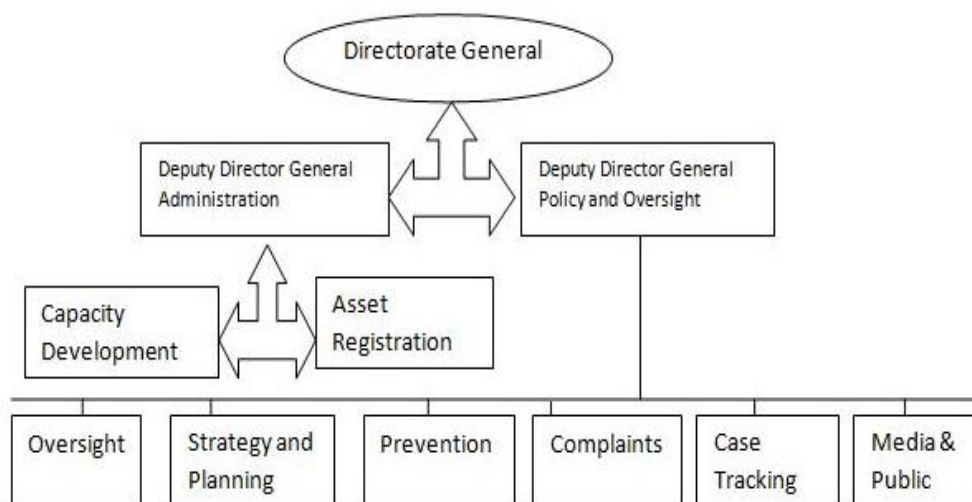 Directorate General
Deputy Director General
Administration
Deputy Director General
Policy and Oversight
Capacity
Development
Asset
Registration
Oversight
Strategy and
Planning
Prevention
Complaints
Case
Tracking
Media &
Public